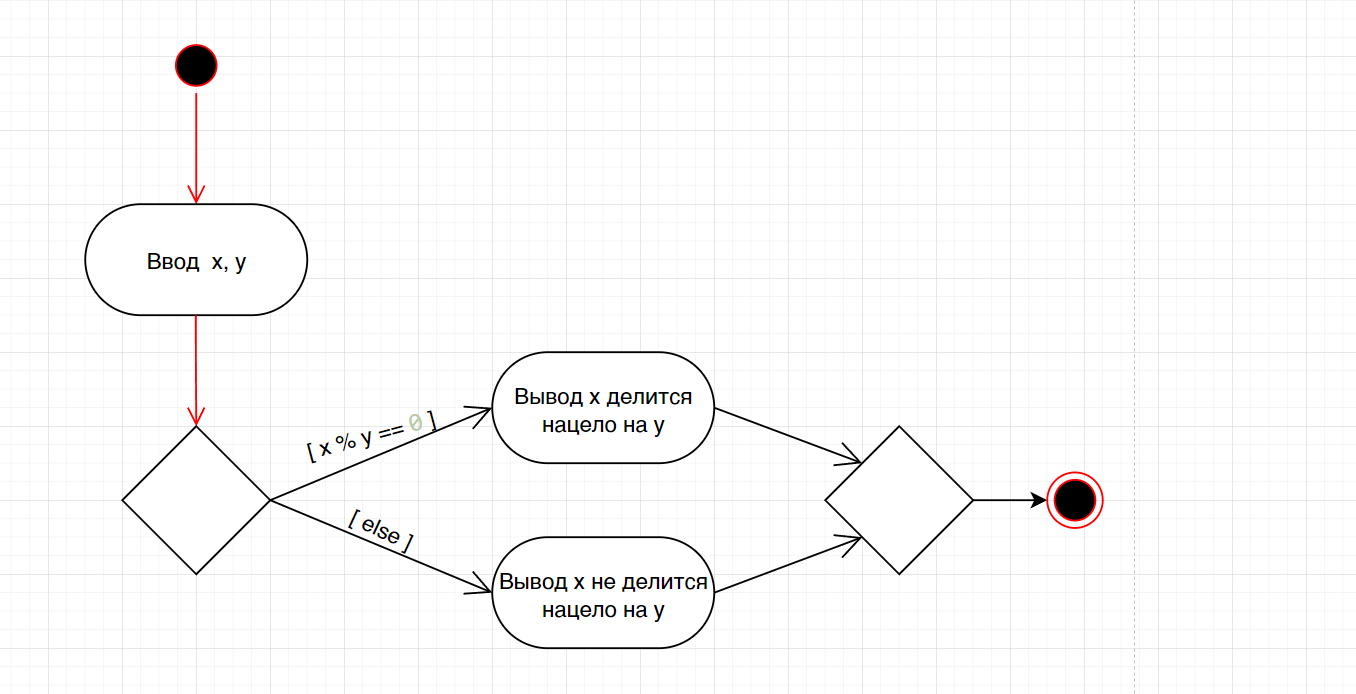 Ввод x, y
[ x % y == 0 ]
Вывод x делится
нацело на y
[ else ]
Вывод x не делится
нацело на y